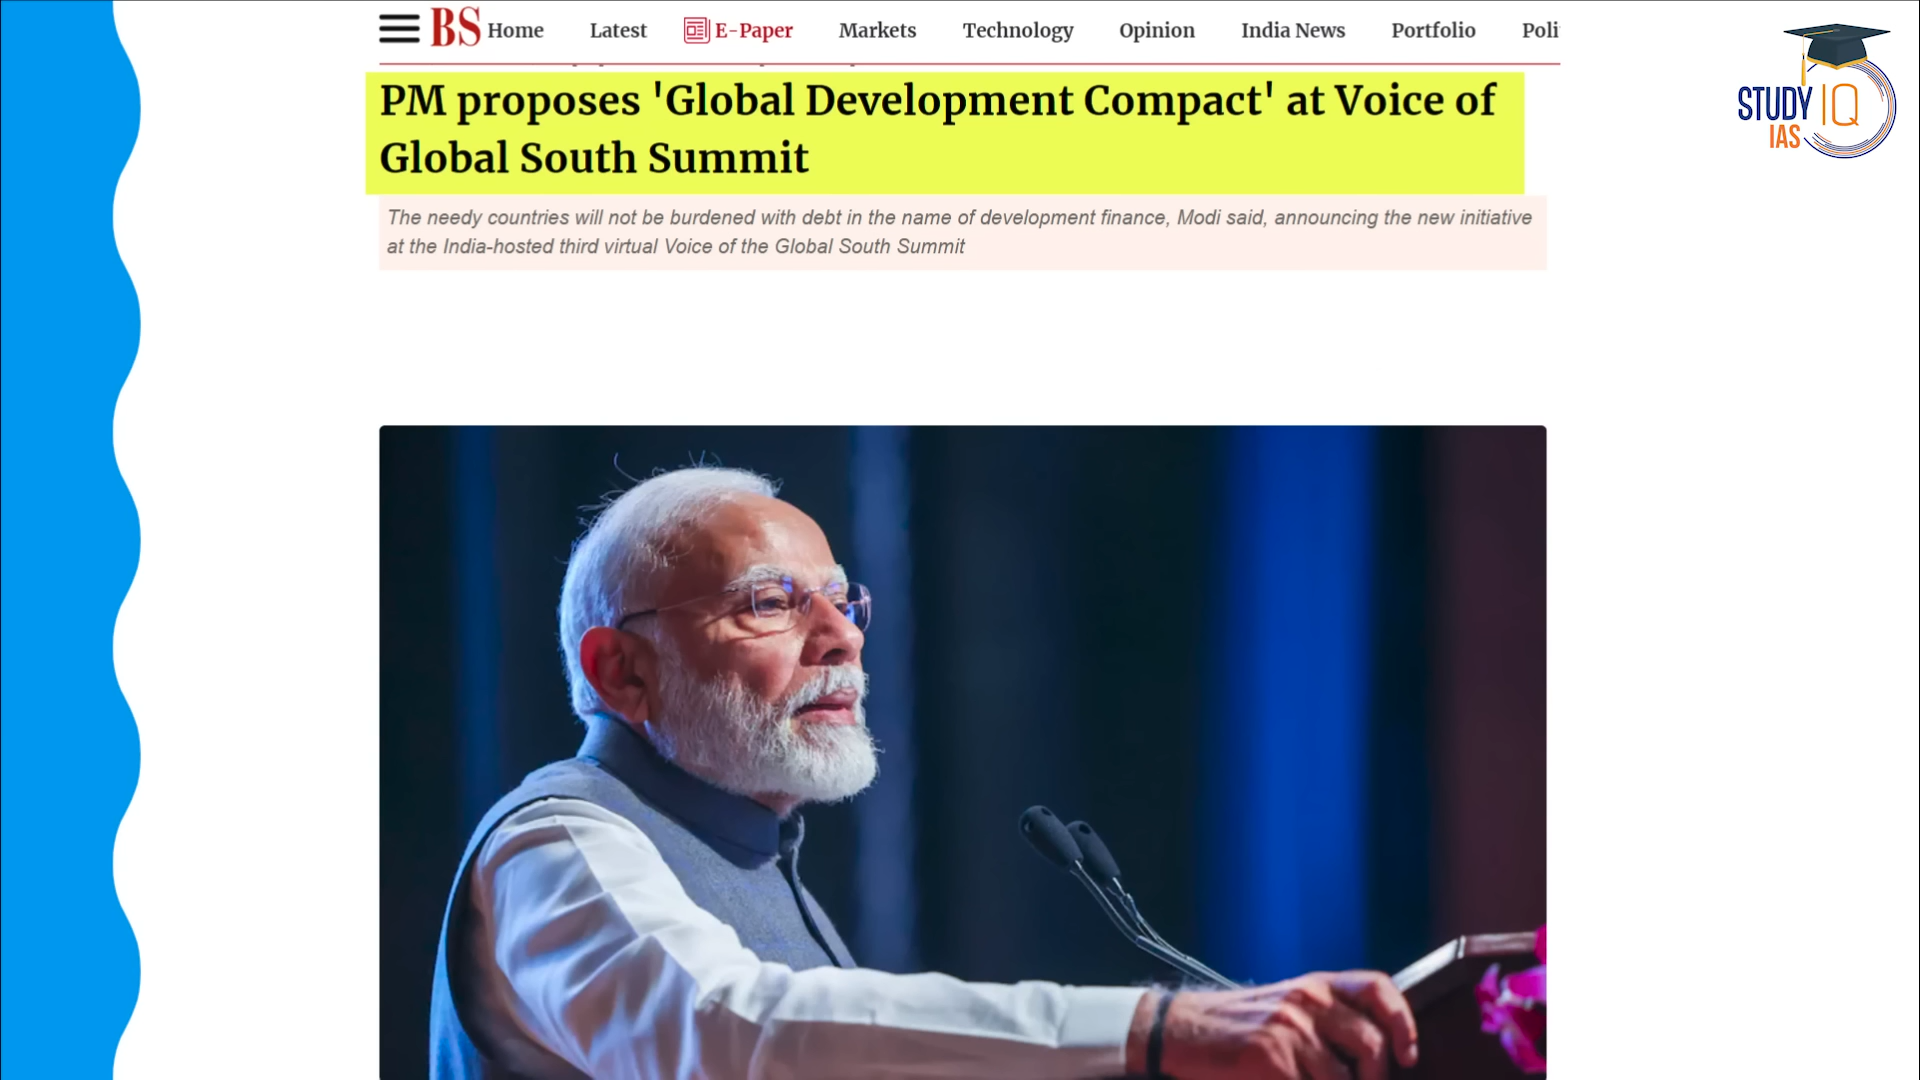 BS Home Latest E-Paper Markets Technology Opinion India News Portfolio Poli
PM proposes 'Global Development Compact' at Voice of
Global South Summit
The needy countries will not be burdened with debt in the name of development finance, Modi said, announcing the new initiative
at the India-hosted third virtual Voice of the Global South Summit
STUDY IQ
IAS